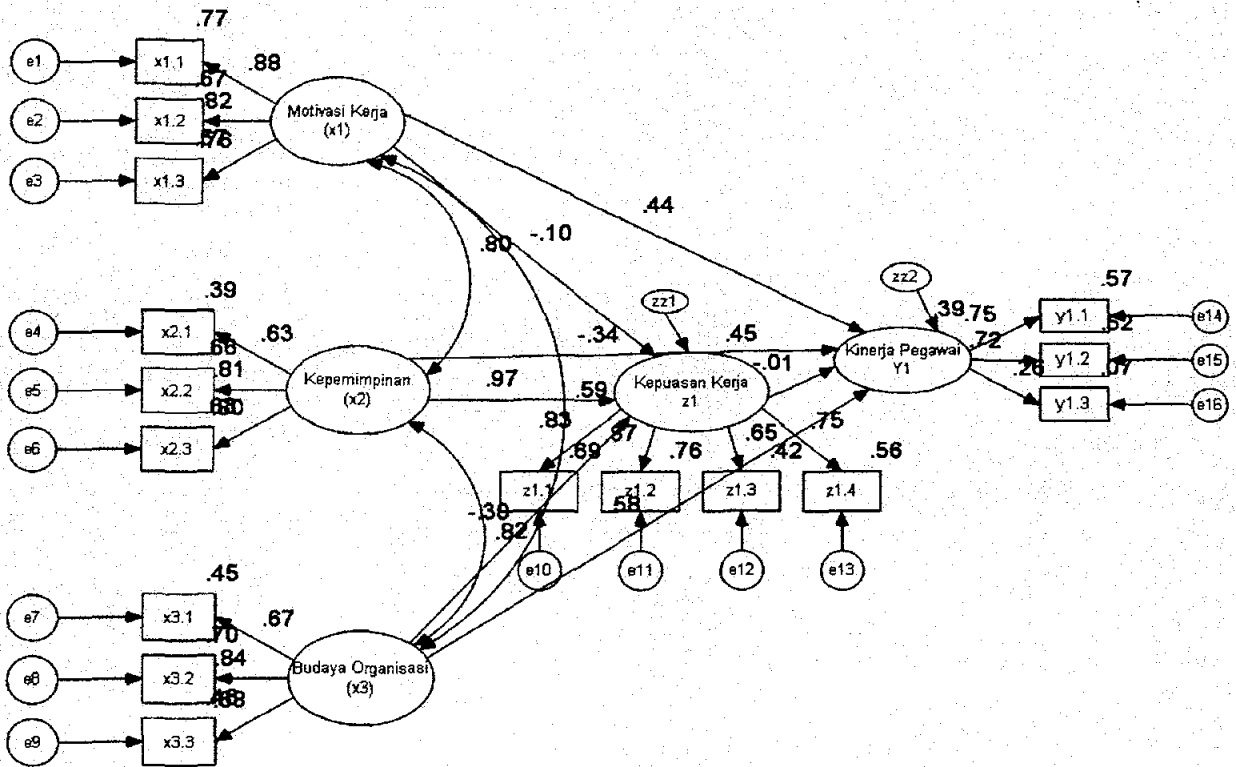 .77
e1
x1.1
.88
.67
.82
e2
x1.2
Motivasi Kerja
(x1)
.76
e3
x1.3
.44
-.10
.80
.39
e4
x2.1
.63
.66
.81
e5
x2.2
Kepemimpinan
(x2)
e6
x2.3
.97
-.34
.59
zz1
.45
-.01
Kepuasan Kerja
z1
zz2
.39
.75
.72
Kinerja Pegawai
Y1
.57
y1.1
e14
.52
y1.2
e15
.26
.07
y1.3
e16
.83
.69
.76
.65
.42
.75
.56
z1.1
z1.2
z1.3
z1.4
.58
.82
e10
e11
e12
e13
.45
e7
x3.1
.67
.70
.84
e8
x3.2
Budaya Organisasi
(x3)
.68
e9
x3.3